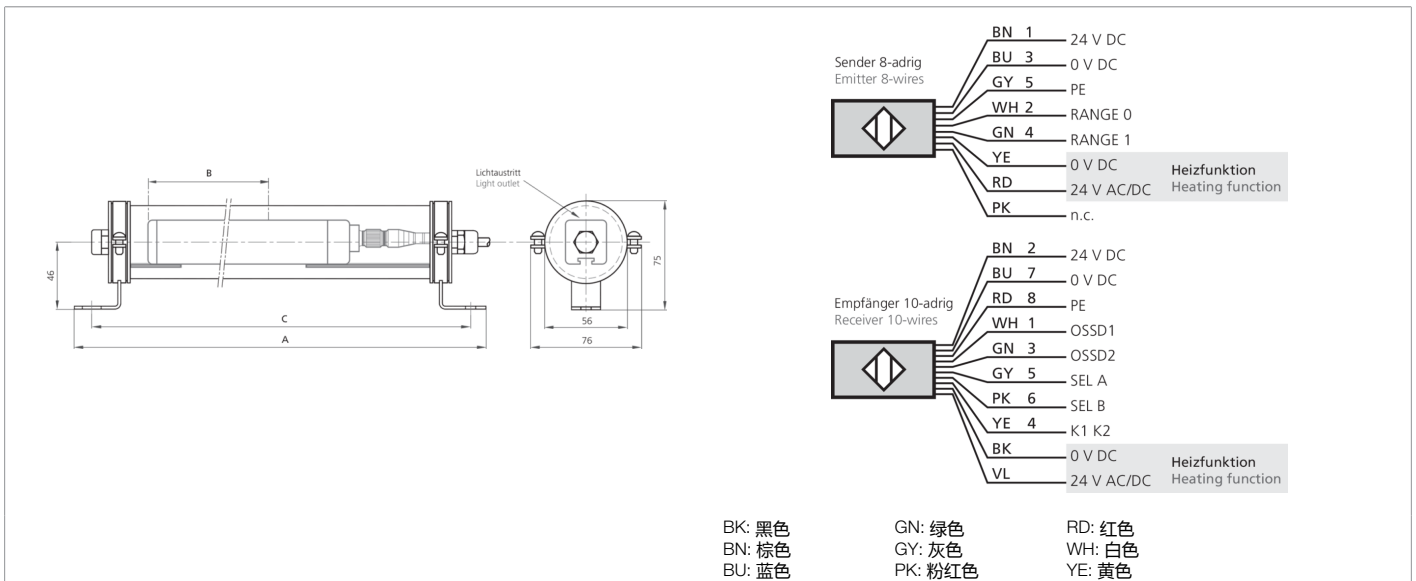 B
Lichtaustritt
Light outlet
46
75
C
A
56
76
Sender 8-adrig
Emitter 8-wires
BN 1 24 V DC
BU 3 0 V DC
GY 5 PE
WH 2 RANGE 0
GN 4 RANGE 1
YE 0 V DC
RD 24 V AC/DC
Heizfunktion
Heating function
PK n.c.
Empfänger 10-adrig
Receiver 10-wires
BN 2 24 V DC
BU 7 0 V DC
RD 8 PE
WH 1 OSSD1
GN 3 OSSD2
GY 5 SEL A
PK 6 SEL B
YE 4 K1 K2
BK 0 V DC
VL 24 V AC/DC
Heizfunktion
Heating function
BK: 黑色 GN: 绿色 RD: 红色
BN: 棕色 GY: 灰色 WH: 白色
BU: 蓝色 PK: 粉红色 YE: 黄色